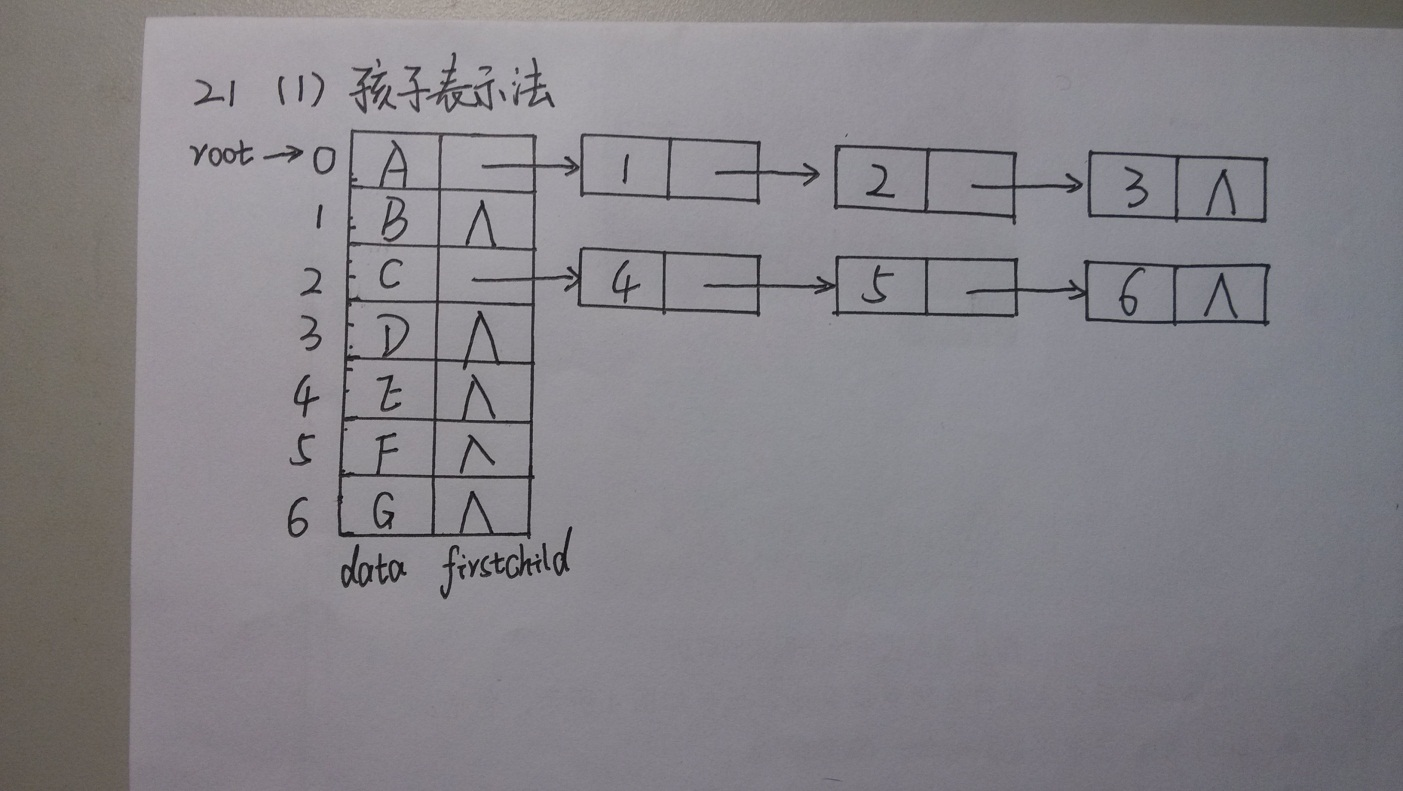 21 (1) 孩子表示法
root → 0 A 1 2 3 Λ
1 B Λ
2 C 4 5 6 Λ
3 D Λ
4 E Λ
5 F Λ
6 G Λ
data firstchild